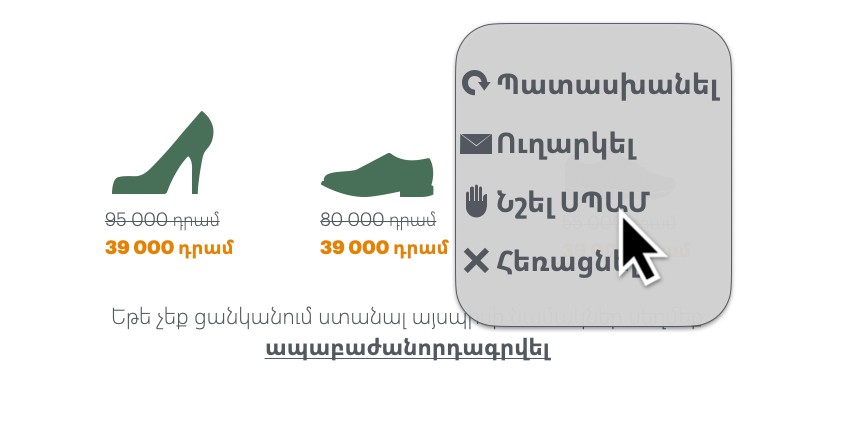 Պատասխանել
Ուղարկել
Նշել ՍՊԱՄ
Հեռացնել
95 000 դրամ
80 000 դրամ
39 000 դրամ
39 000 դրամ
Եթե չեք ցանկանում ստանալ
ապաբաժանորդագրվել